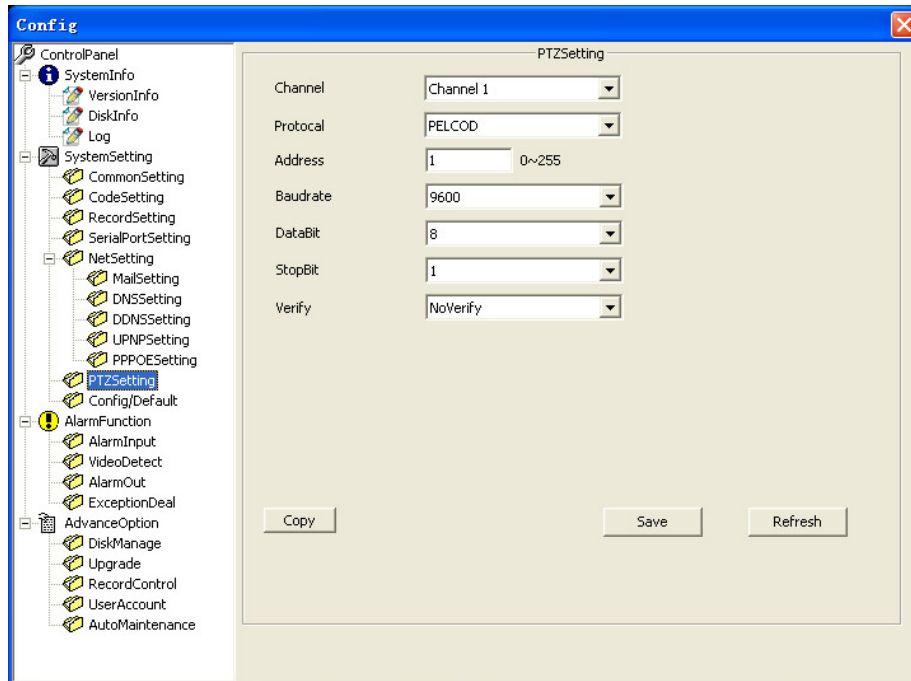 Config
ControlPanel
SystemInfo
VersionInfo
DiskInfo
Log
SystemSetting
CommonSetting
CodeSetting
RecordSetting
SerialPortSetting
NetSetting
MailSetting
DNSSetting
DDNSSetting
UPNPSetting
PPPOESetting
PTZSetting
Config/Default
AlarmFunction
AlarmInput
VideoDetect
AlarmOut
ExceptionDeal
AdvanceOption
DiskManage
Upgrade
RecordControl
UserAccount
AutoMaintenance
PTZSetting
Channel Channel 1
Protocal PELCOD
Address 1 0~255
Baudrate 9600
DataBit 8
StopBit 1
Verify NoVerify
Copy Save Refresh